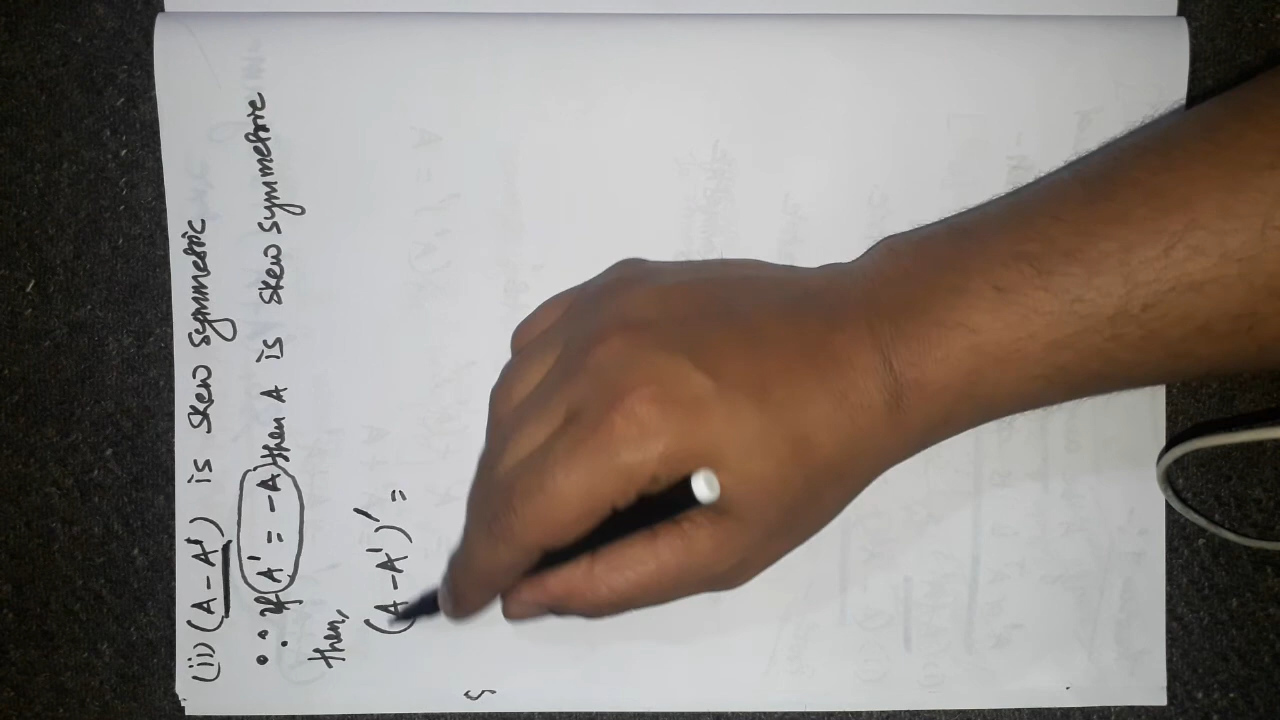 (ii) (A - A') is skew symmetric
∵ if A' = -A then A is skew symmetric
then,
(A - A')' =